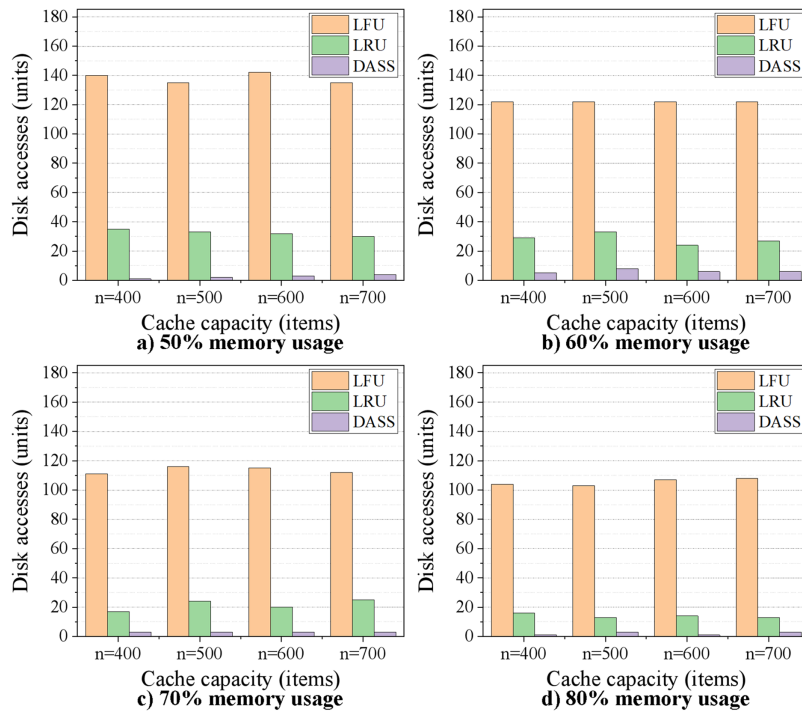 180
160
140
120
100
80
60
40
20
0
Disk accesses (units)
LFU
LRU
DASS
n=400 n=500 n=600 n=700
Cache capacity (items)
a) 50% memory usage
180
160
140
120
100
80
60
40
20
0
Disk accesses (units)
LFU
LRU
DASS
n=400 n=500 n=600 n=700
Cache capacity (items)
b) 60% memory usage
180
160
140
120
100
80
60
40
20
0
Disk accesses (units)
LFU
LRU
DASS
n=400 n=500 n=600 n=700
Cache capacity (items)
c) 70% memory usage
180
160
140
120
100
80
60
40
20
0
Disk accesses (units)
LFU
LRU
DASS
n=400 n=500 n=600 n=700
Cache capacity (items)
d) 80% memory usage